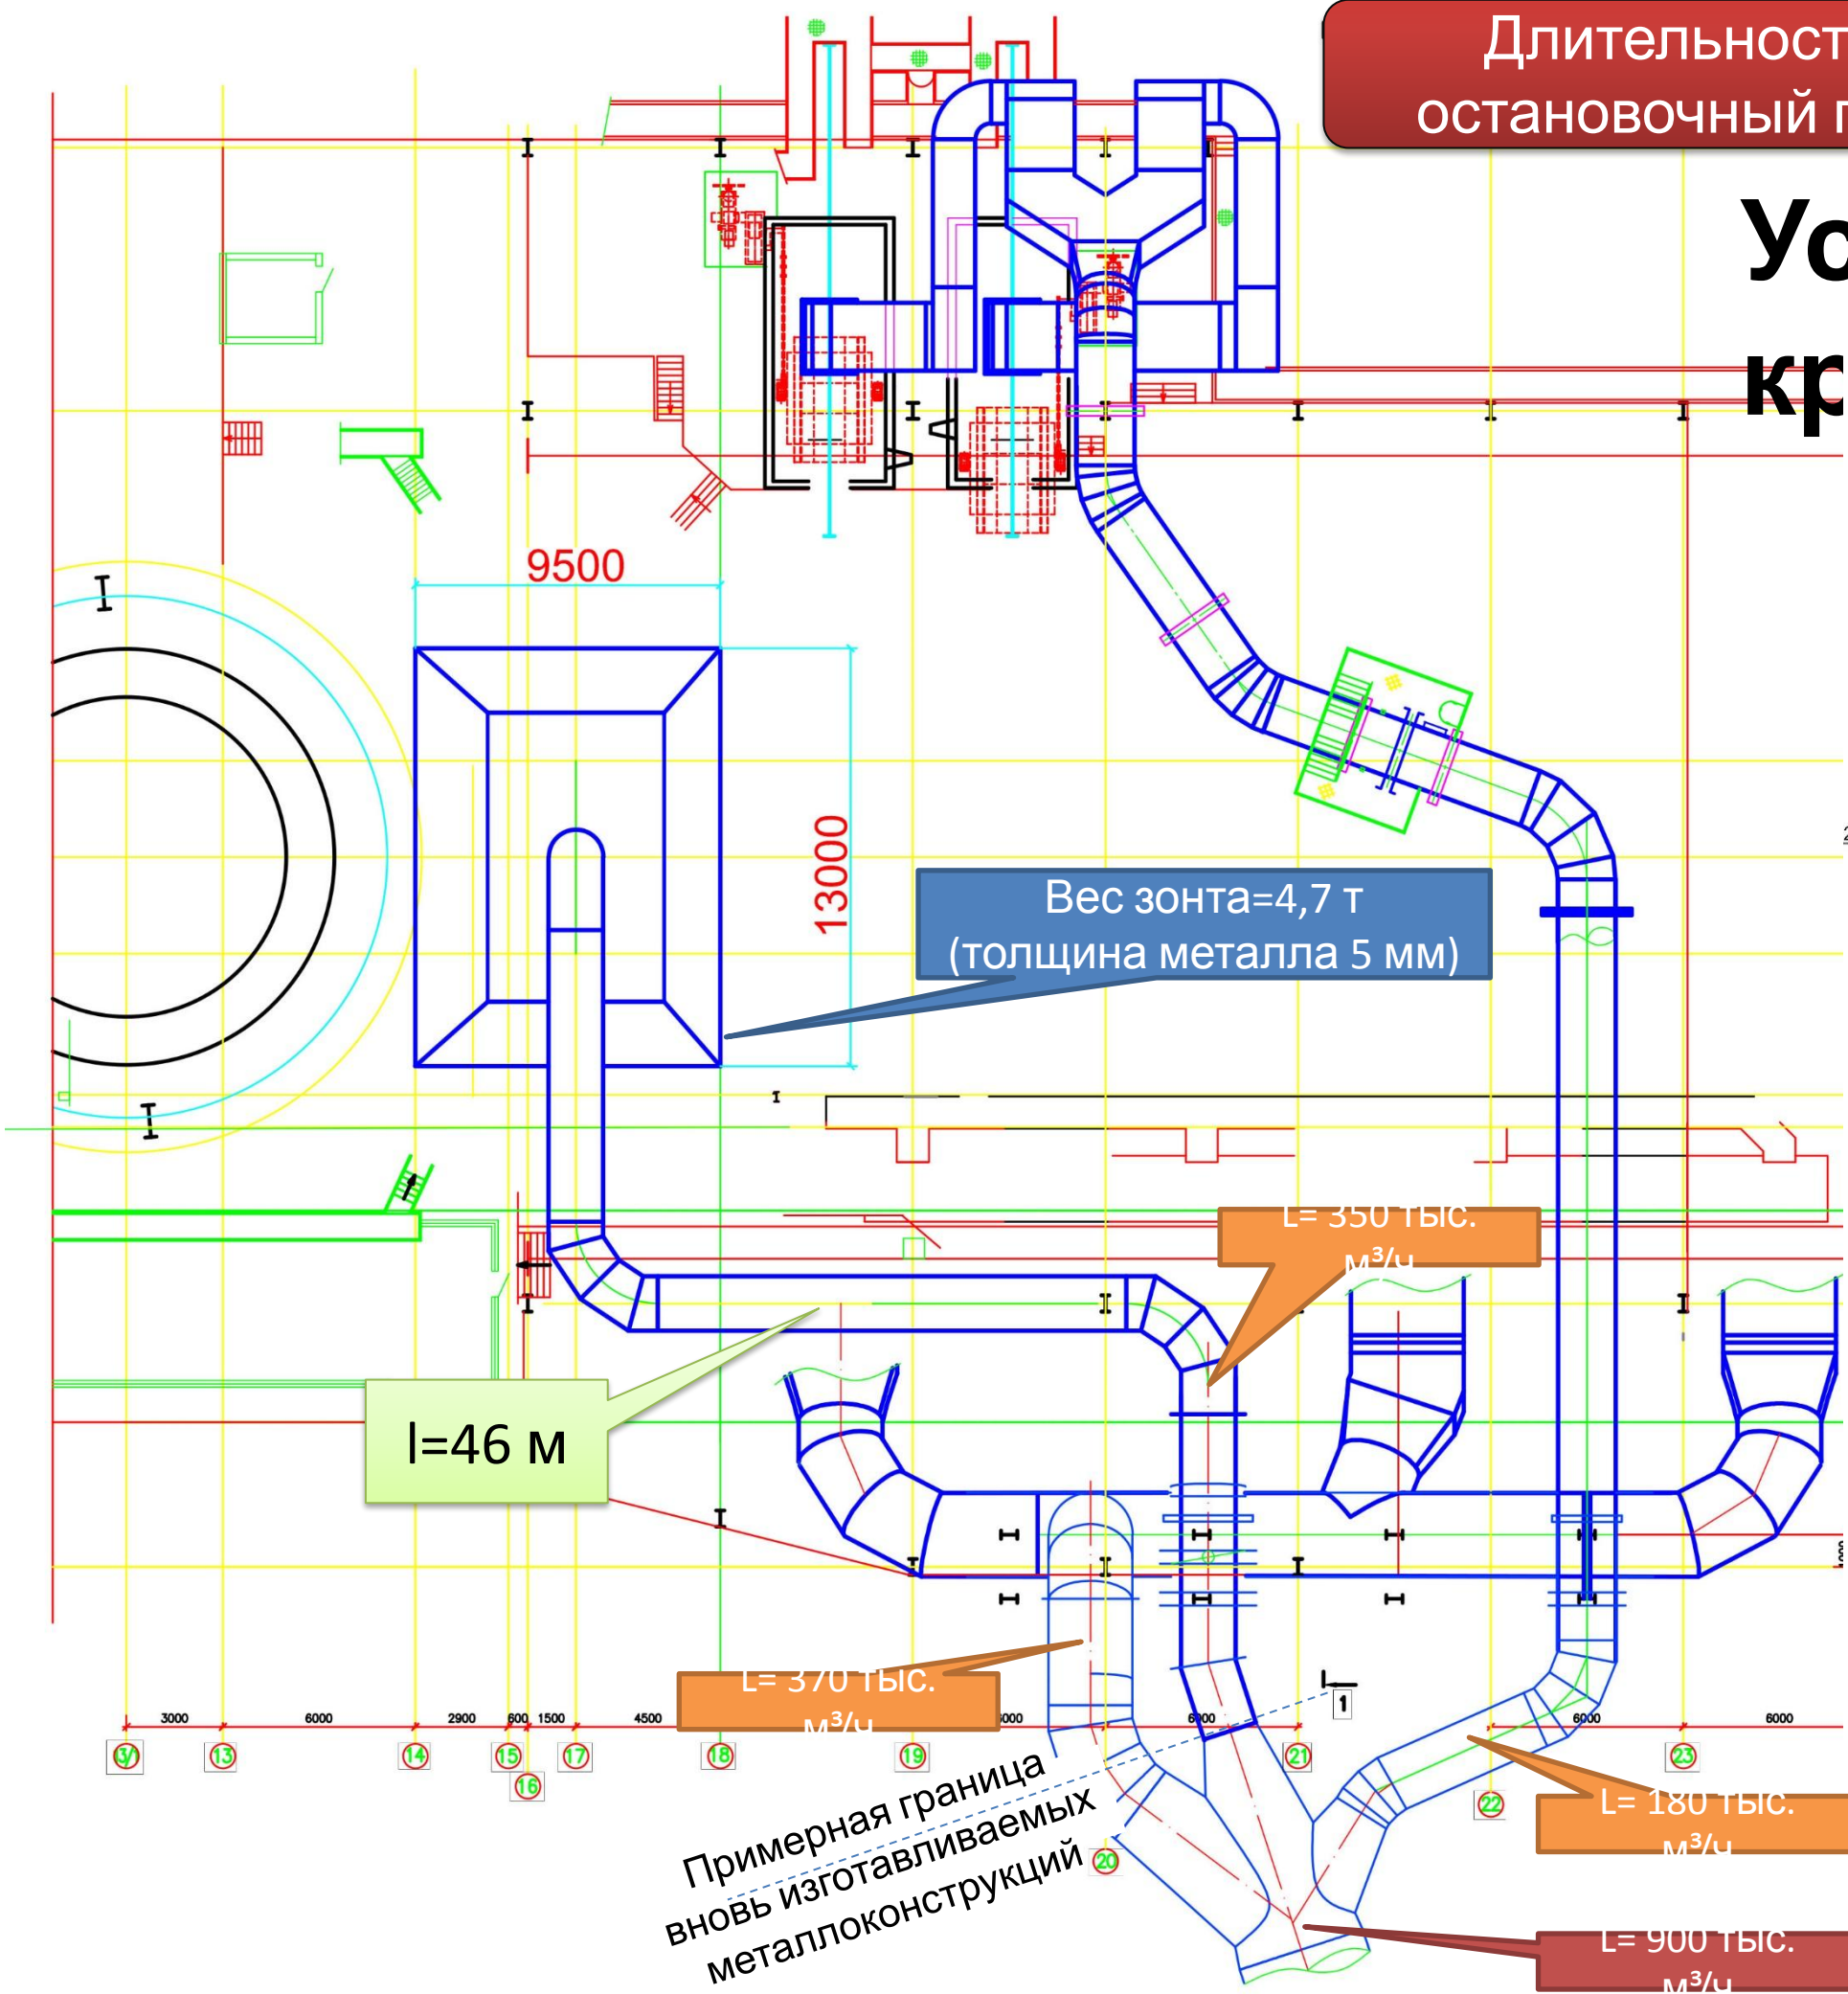 Длительност
остановочный п
Ус
кр
9500
13000
Вес зонта=4,7 т
(толщина металла 5 мм)
L= 350 тыс.
м³/ч
l=46 м
L= 370 тыс.
м³/ч
1
3000 6000 2900 600 1500 4500 6000 6000 6000
13 14 15 17 18 19 21 23
16
22
20
L= 180 тыс.
м³/ч
Примерная граница
вновь изготавливаемых
металлоконструкций
L= 900 тыс.
м³/ч